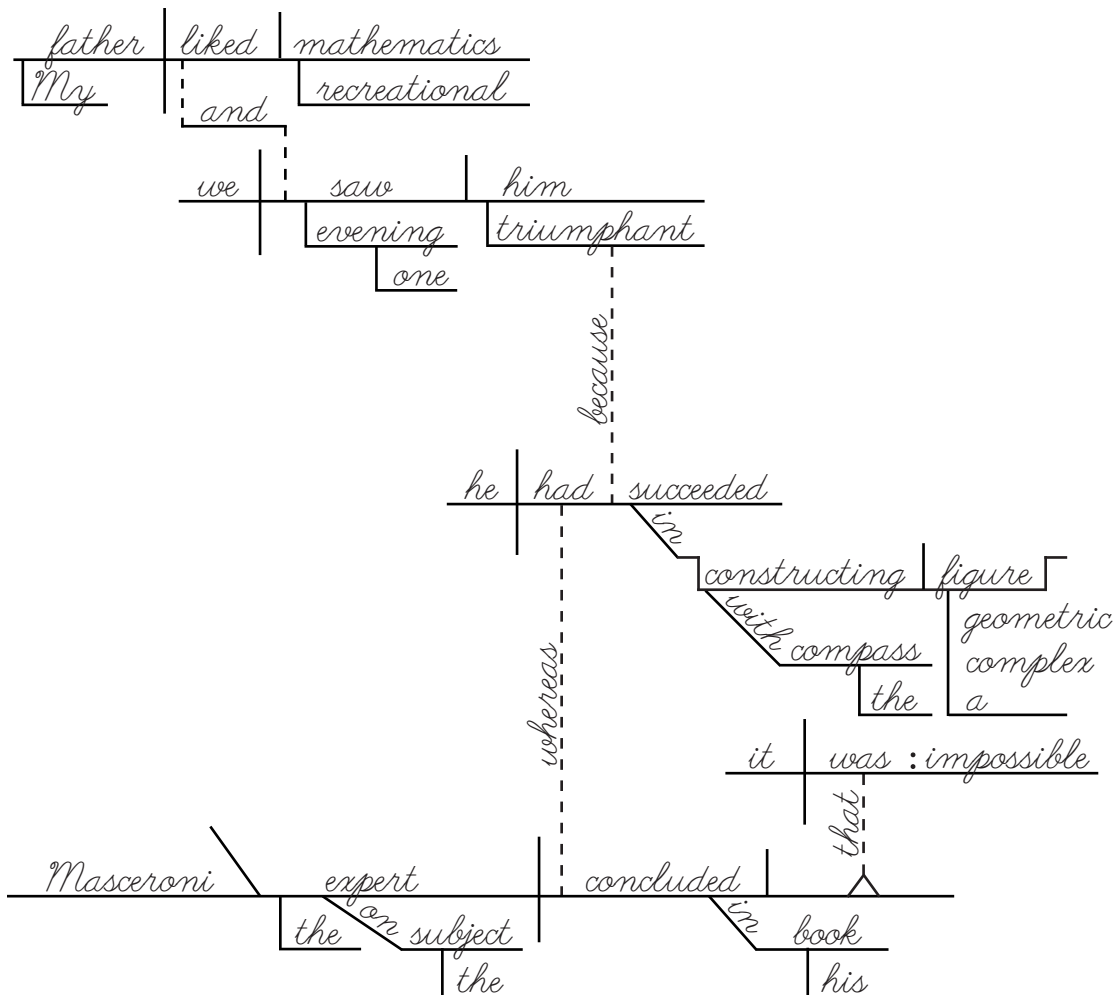 father liked mathematics
My recreational
and
we saw him
evening triumphant
one
because
he had succeeded
in
constructing figure
with geometric
compass complex
the a
whereas
it was : impossible
that
Masceroni expert concluded
on in
the subject book
the his